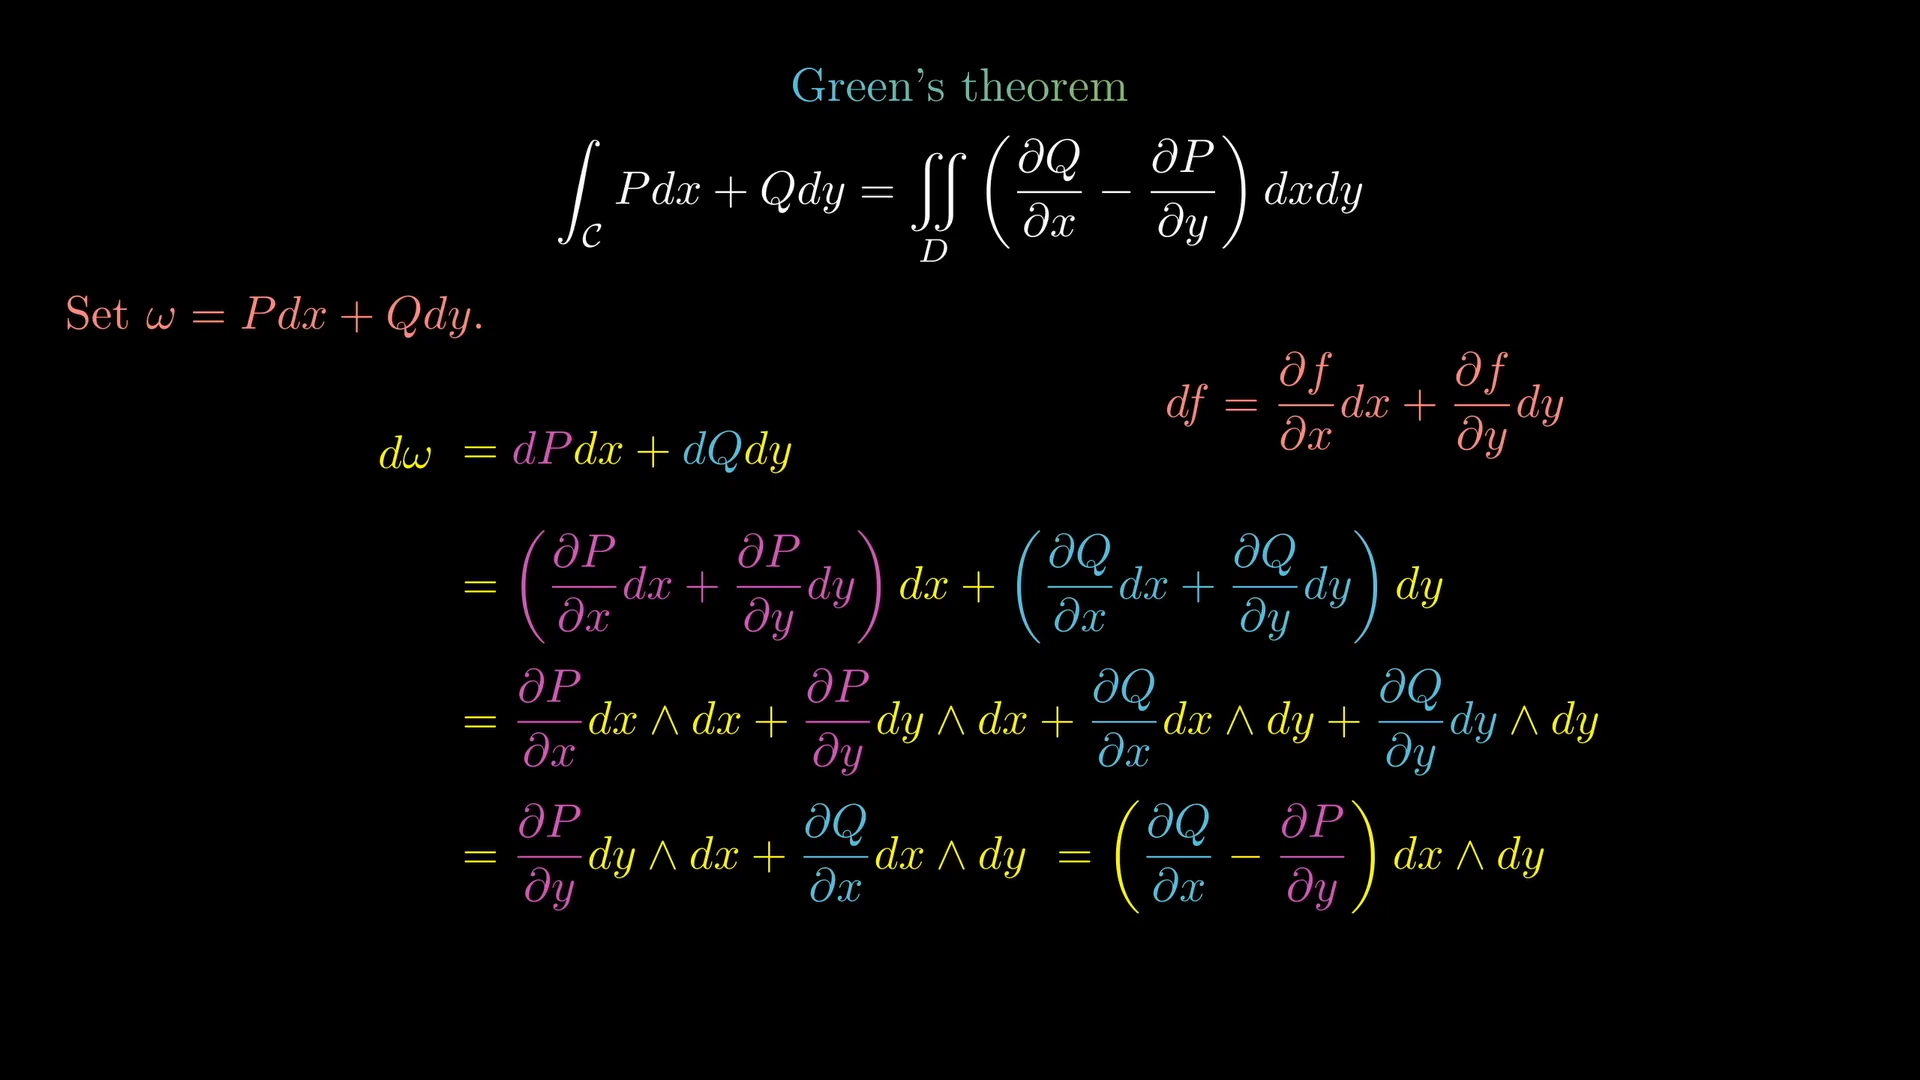 Green's theorem
∫_𝒞 Pdx + Qdy = ∬_D (∂Q/∂x − ∂P/∂y) dxdy
Set ω = Pdx + Qdy.
df = ∂f/∂x dx + ∂f/∂y dy
dω = dPdx + dQdy
= (∂P/∂x dx + ∂P/∂y dy) dx + (∂Q/∂x dx + ∂Q/∂y dy) dy
= ∂P/∂x dx ∧ dx + ∂P/∂y dy ∧ dx + ∂Q/∂x dx ∧ dy + ∂Q/∂y dy ∧ dy
= ∂P/∂y dy ∧ dx + ∂Q/∂x dx ∧ dy = (∂Q/∂x − ∂P/∂y) dx ∧ dy